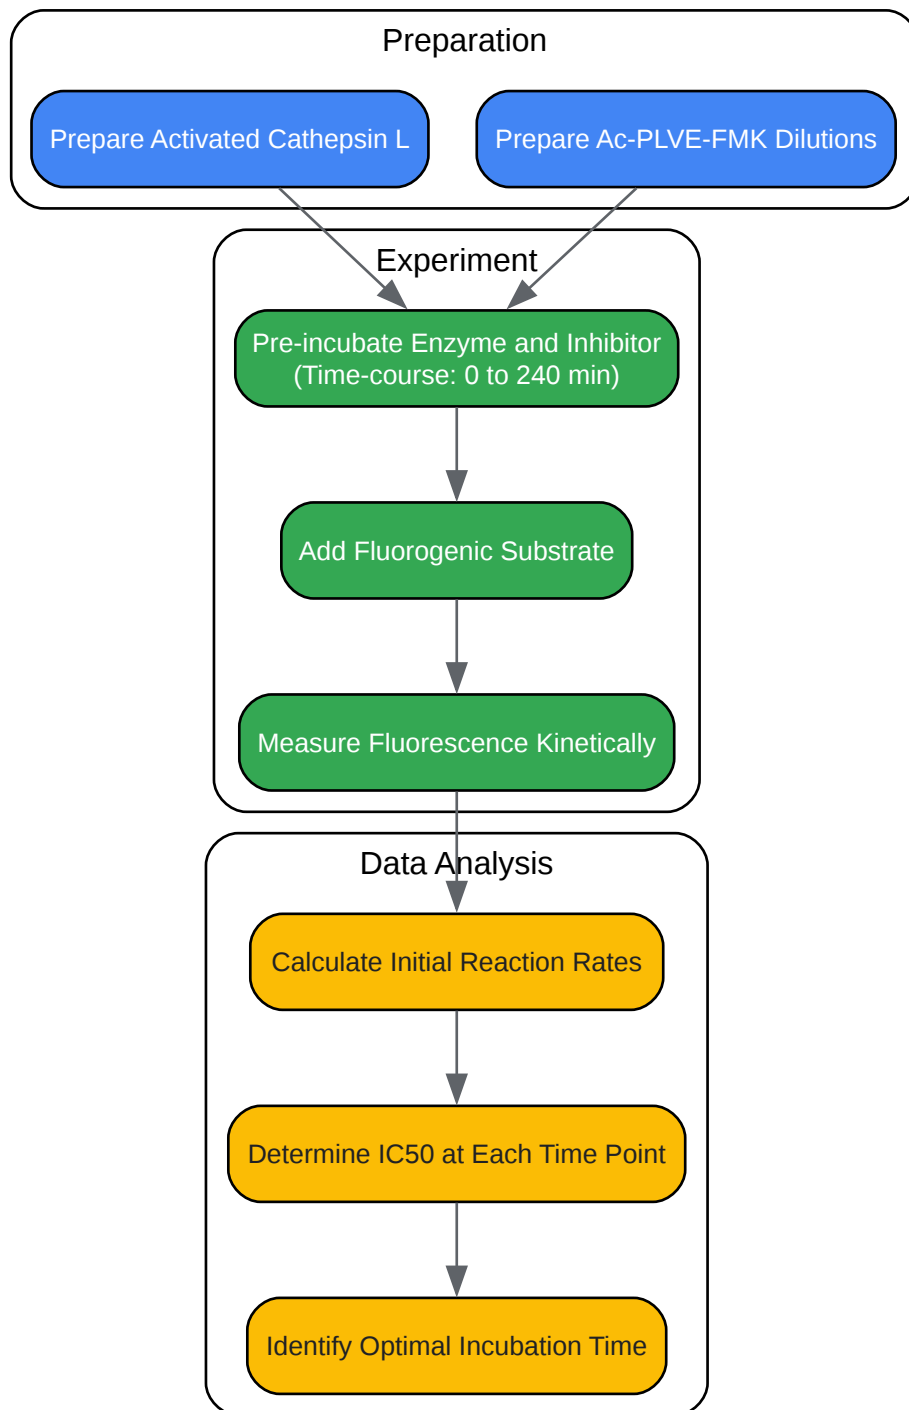 Preparation
Prepare Activated Cathepsin L
Prepare Ac-PLVE-FMK Dilutions
Experiment
Pre-incubate Enzyme and Inhibitor
(Time-course: 0 to 240 min)
Add Fluorogenic Substrate
Measure Fluorescence Kinetically
Data Analysis
Calculate Initial Reaction Rates
Determine IC50 at Each Time Point
Identify Optimal Incubation Time